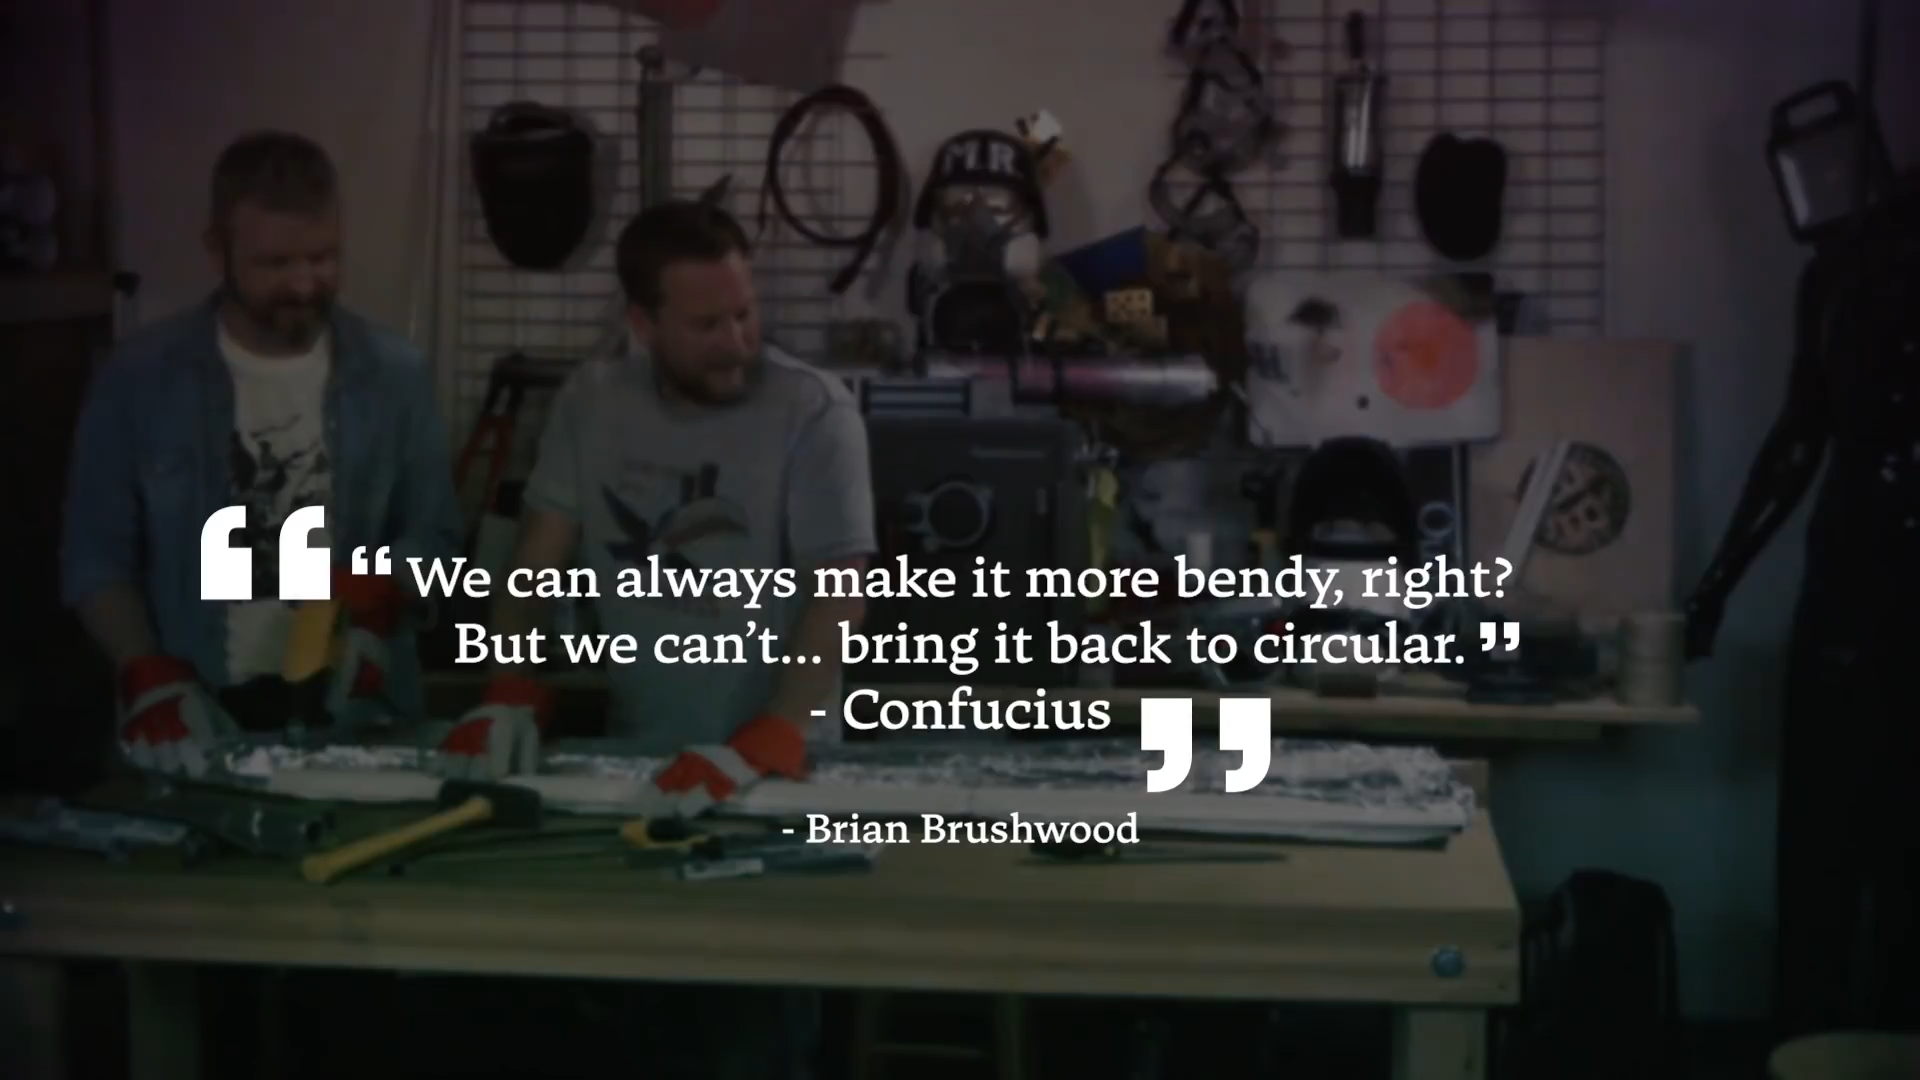 M.R
““We can always make it more bendy, right?
But we can’t... bring it back to circular.”
- Confucius”
- Brian Brushwood